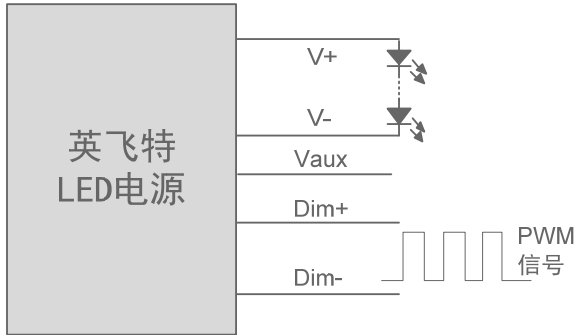 英飞特
LED电源
V+
V-
Vaux
Dim+
Dim-
PWM
信号